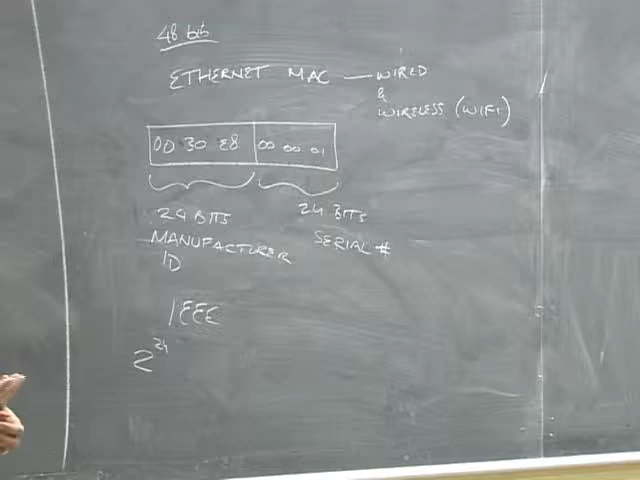 48 bits
ETHERNET MAC — WIRED
&
WIRELESS (WIFI)
00 30 E8 00 00 01
24 BITS 24 BITS
MANUFACTURER SERIAL #
ID
IEEE
2^24